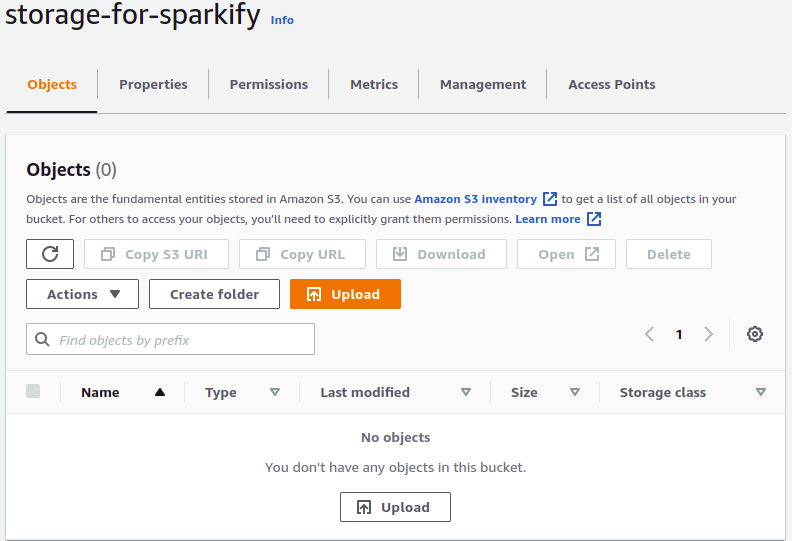 storage-for-sparkify Info
Objects Properties Permissions Metrics Management Access Points
Objects (0)
Objects are the fundamental entities stored in Amazon S3. You can use Amazon S3 Inventory to get a list of all objects in your
bucket. For others to access your objects, you’ll need to explicitly grant them permissions. Learn more
Copy S3 URI Copy URL Download Open Delete
Actions Create folder Upload
Find objects by prefix 1
Name Type Last modified Size Storage class
No objects
You don't have any objects in this bucket.
Upload